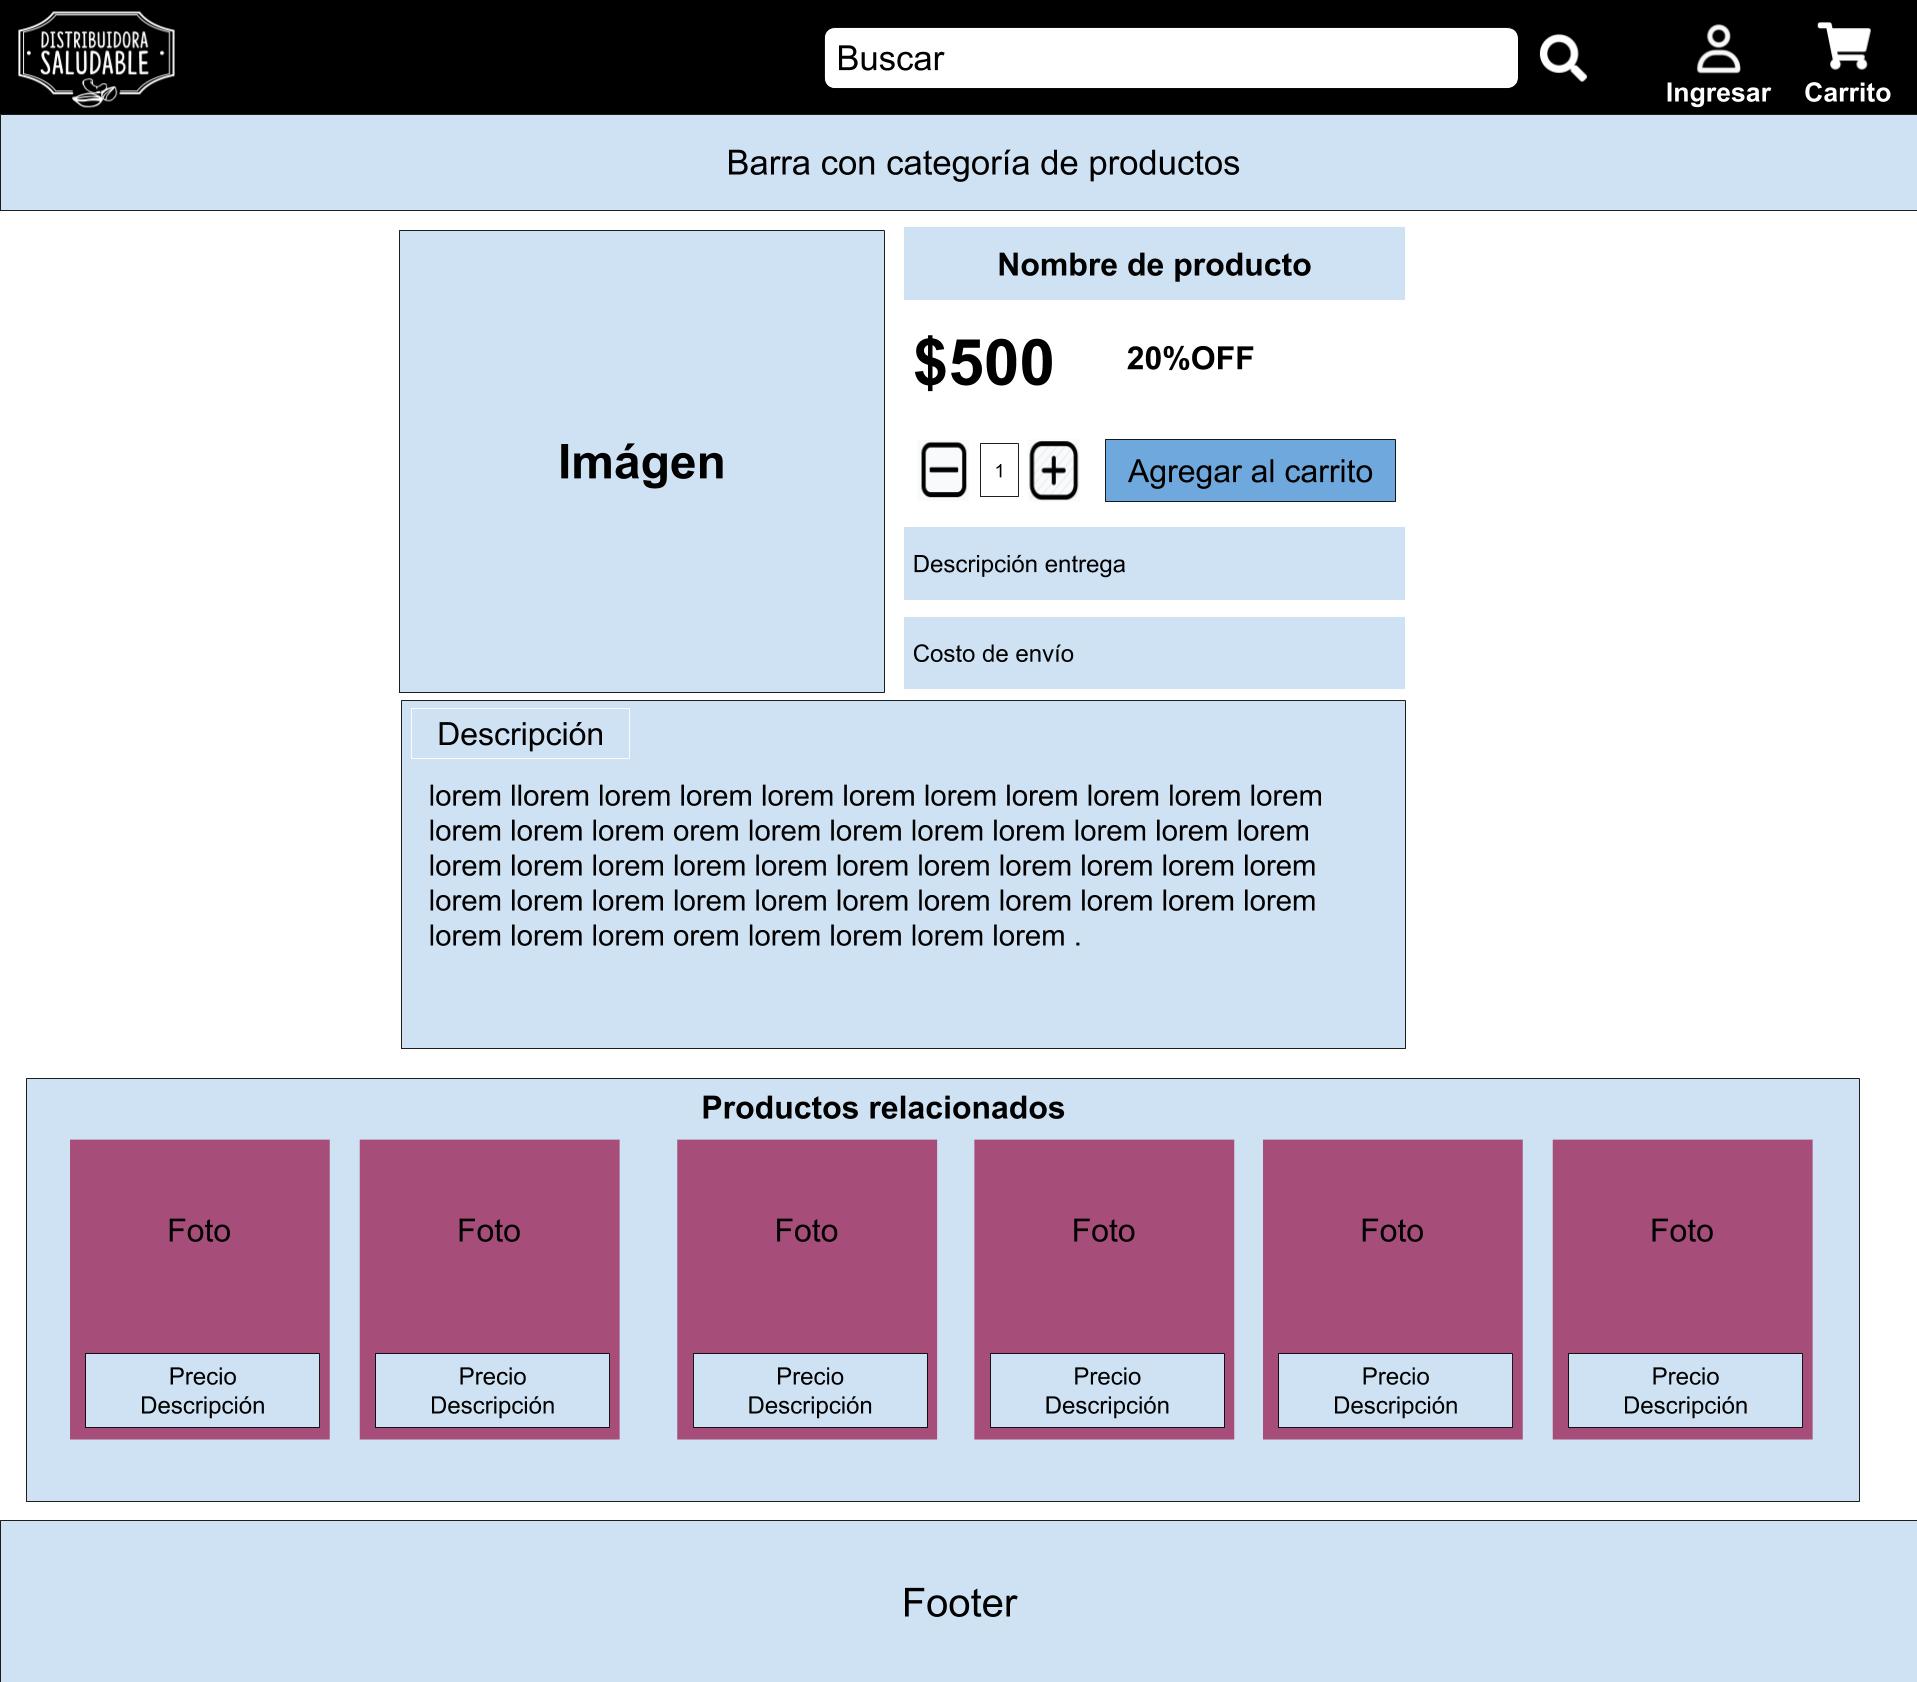 DISTRIBUIDORA
SALUDABLE
Buscar
Ingresar
Carrito
Barra con categoría de productos
Imágen
Nombre de producto
$500
20%OFF
1
Agregar al carrito
Descripción entrega
Costo de envío
Descripción
lorem llorem lorem lorem lorem lorem lorem lorem lorem lorem lorem
lorem lorem lorem orem lorem lorem lorem lorem lorem lorem lorem
lorem lorem lorem lorem lorem lorem lorem lorem lorem lorem lorem
lorem lorem lorem lorem lorem lorem lorem lorem lorem lorem lorem
lorem lorem lorem orem lorem lorem lorem lorem .
Productos relacionados
Foto
Precio
Descripción
Foto
Precio
Descripción
Foto
Precio
Descripción
Foto
Precio
Descripción
Foto
Precio
Descripción
Foto
Precio
Descripción
Footer